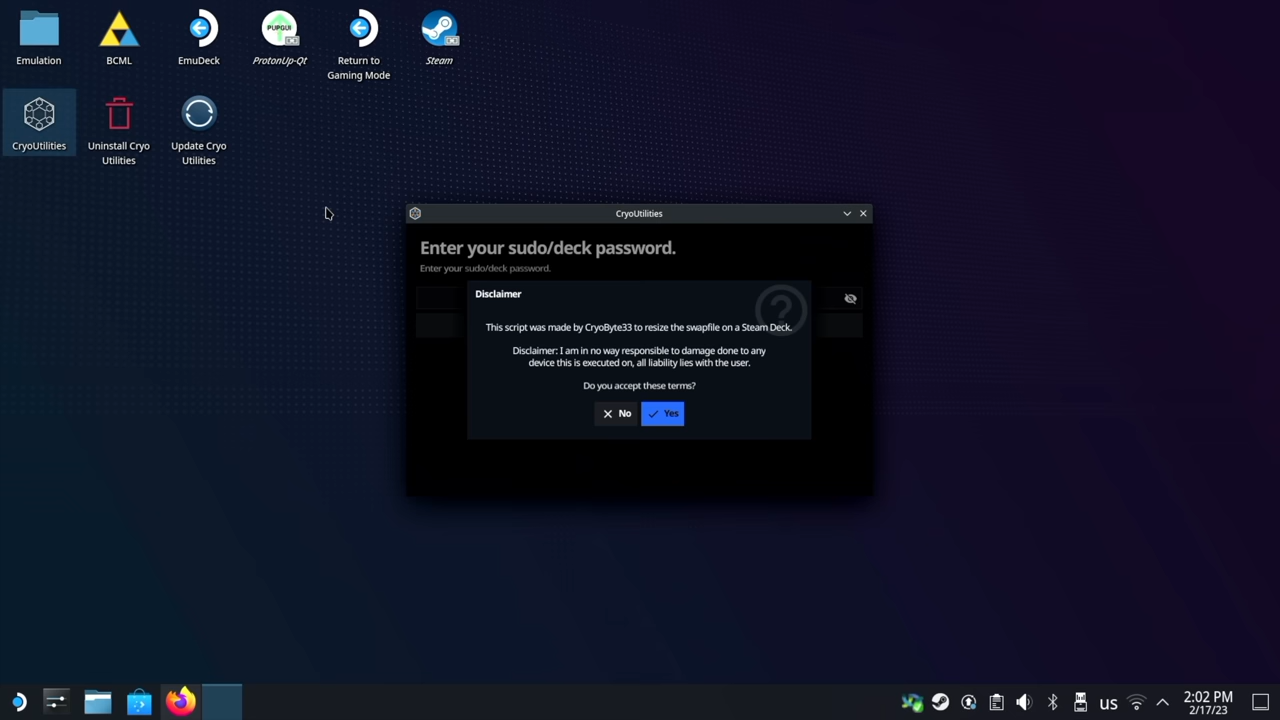 Emulation
BCML
EmuDeck
PUPGUI
ProtonUp-Qt
Return to
Gaming Mode
Steam
CryoUtilities
Uninstall Cryo
Utilities
Update Cryo
Utilities
CryoUtilities
Enter your sudo/deck password.
Enter your sudo/deck password.
Disclaimer
This script was made by CryoByte33 to resize the swapfile on a Steam Deck.
Disclaimer: I am in no way responsible to damage done to any
device this is executed on, all liability lies with the user.
Do you accept these terms?
No
Yes
us
2:02 PM
2/17/23